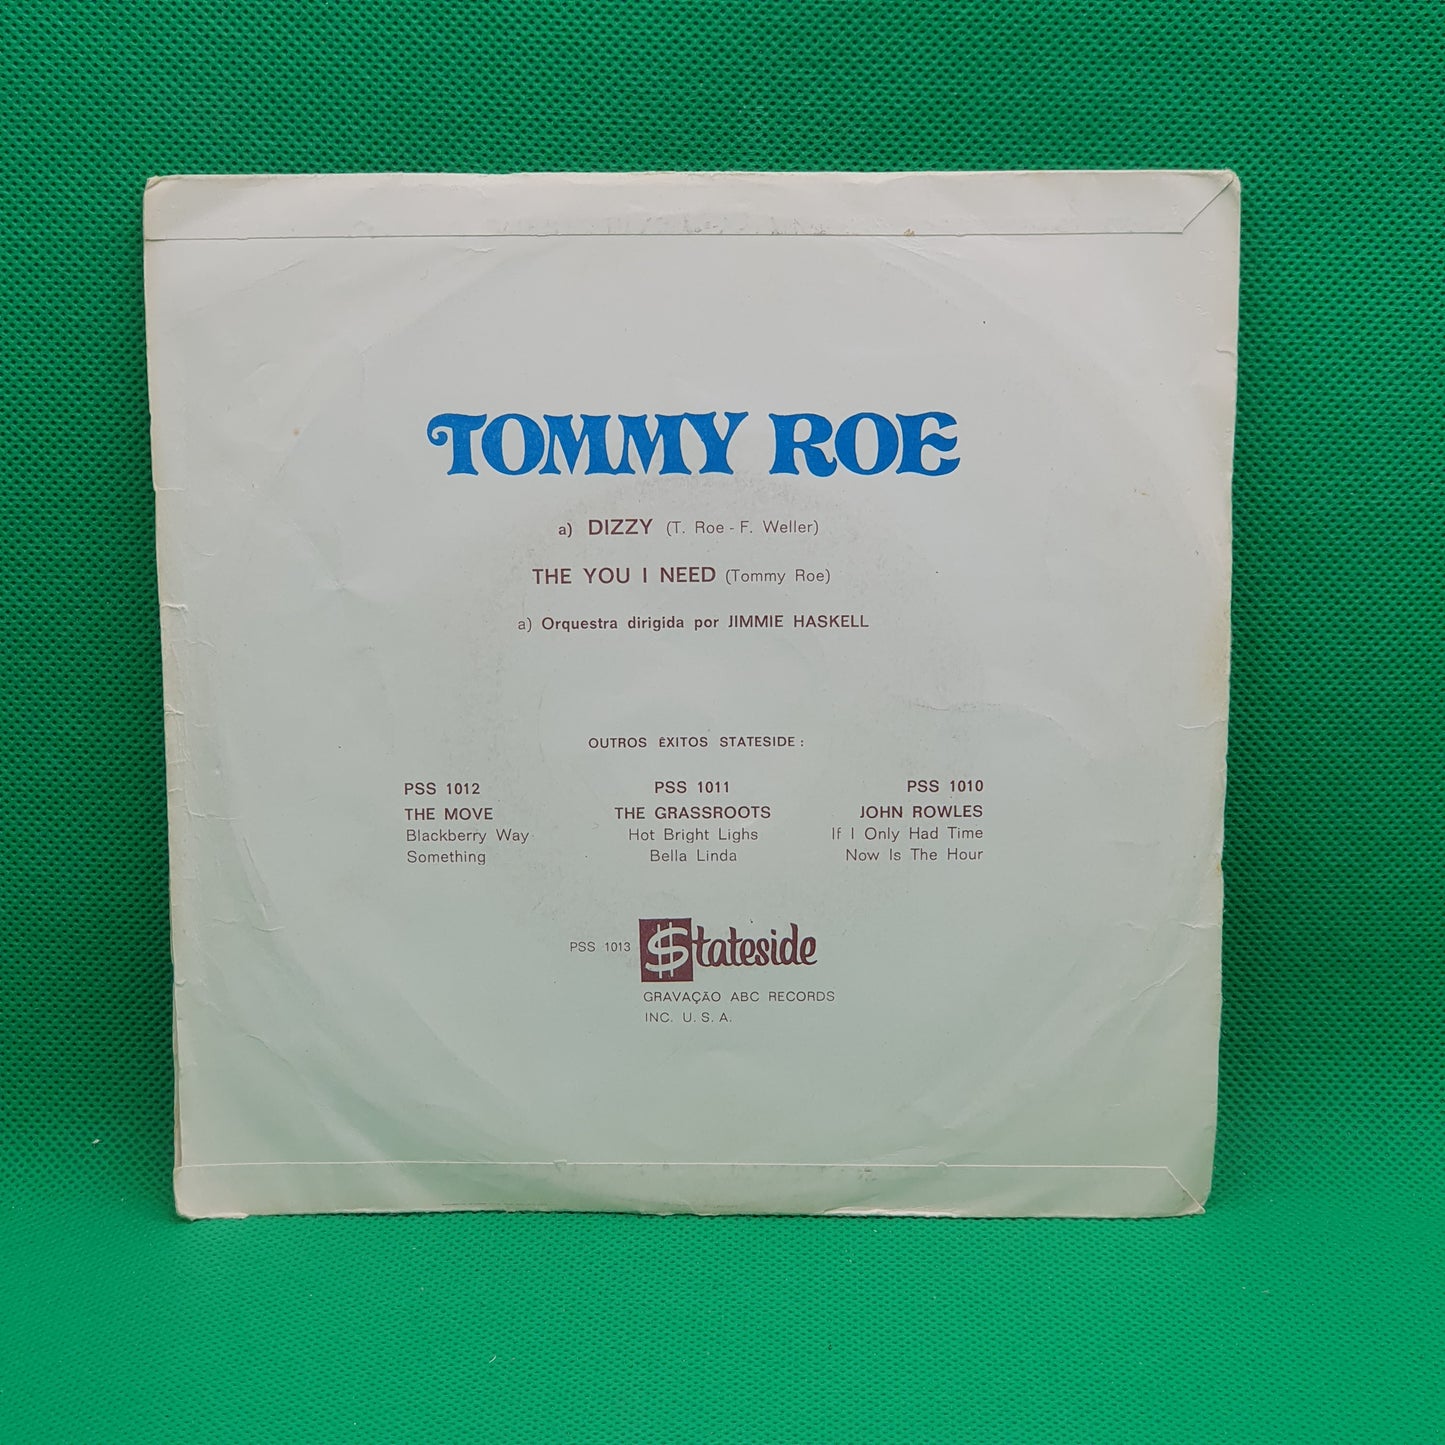 TOMMY ROE
a) DIZZY (T. Roe - F. Weller)
THE YOU I NEED (Tommy Roe)
a) Orquestra dirigida por JIMMIE HASKELL
OUTROS ÊXITOS STATESIDE :
PSS 1012
THE MOVE
Blackberry Way
Something
PSS 1011
THE GRASSROOTS
Hot Bright Lighs
Bella Linda
PSS 1010
JOHN ROWLES
If I Only Had Time
Now Is The Hour
PSS 1013 Stateside
GRAVAÇÃO ABC RECORDS
INC. U. S. A.